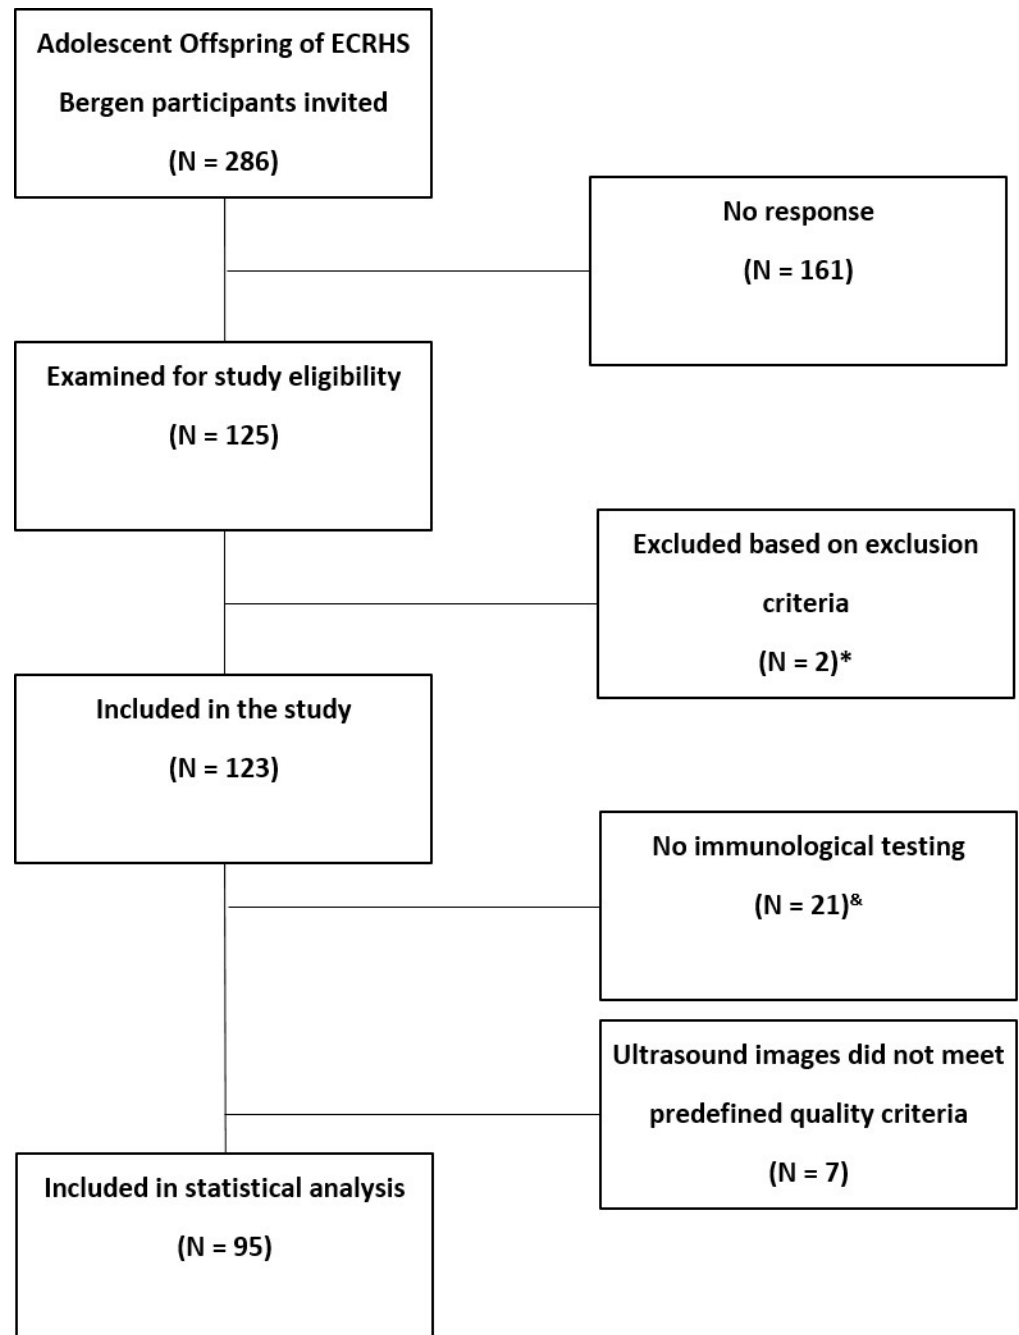 Adolescent Offspring of ECRHS
Bergen participants invited
(N = 286)
No response
(N = 161)
Examined for study eligibility
(N = 125)
Excluded based on exclusion
criteria
(N = 2)*
Included in the study
(N = 123)
No immunological testing
(N = 21)&
Ultrasound images did not meet
predefined quality criteria
(N = 7)
Included in statistical analysis
(N = 95)